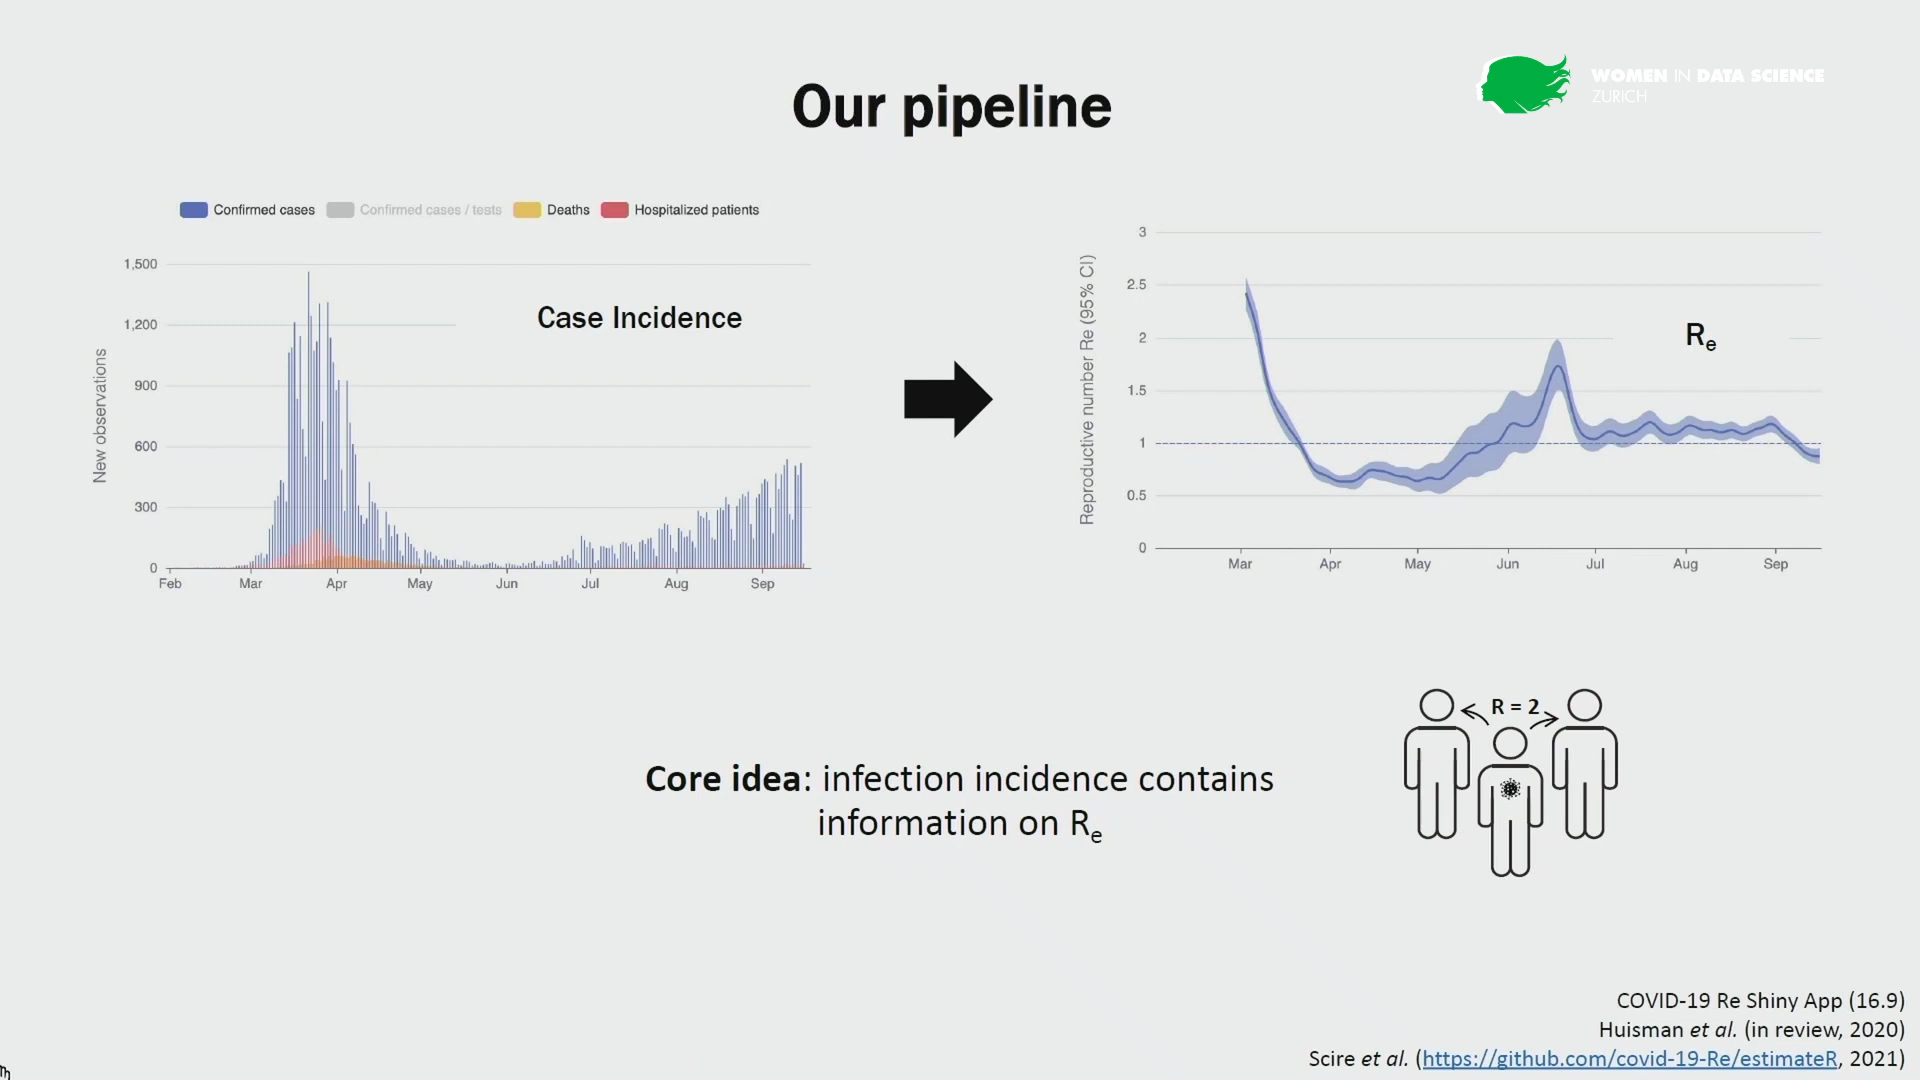 Our pipeline
WOMEN IN DATA SCIENCE
ZURICH
Confirmed cases Confirmed cases / tests Deaths Hospitalized patients
New observations
1,500
1,200
900
600
300
0
Feb Mar Apr May Jun Jul Aug Sep
Case Incidence
Reproductive number Re (95% CI)
3
2.5
2
1.5
1
0.5
0
Mar Apr May Jun Jul Aug Sep
Re
R = 2
Core idea: infection incidence contains
information on Re
COVID-19 Re Shiny App (16.9)
Huisman et al. (in review, 2020)
Scire et al. (https://github.com/covid-19-Re/estimateR, 2021)